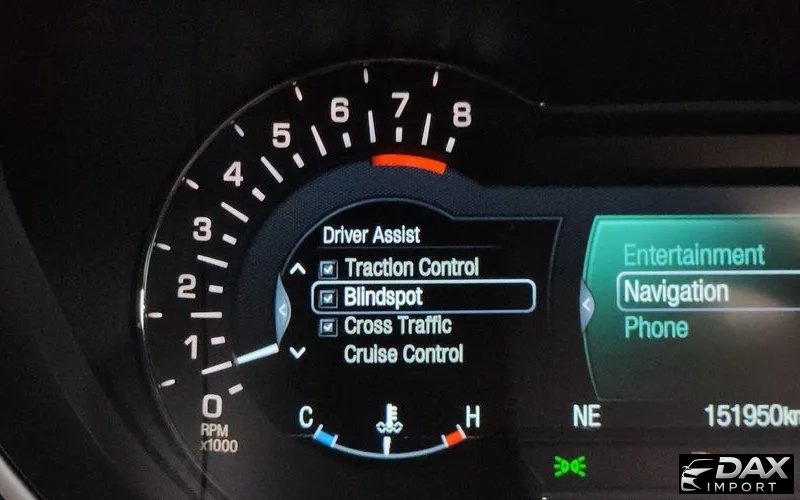 8
7
6
5
4
3
2
1
0
RPM
x1000
Driver Assist
Traction Control
Blindspot
Cross Traffic
Cruise Control
C
H
Entertainment
Navigation
Phone
NE
151950km
DAX
IMPORT